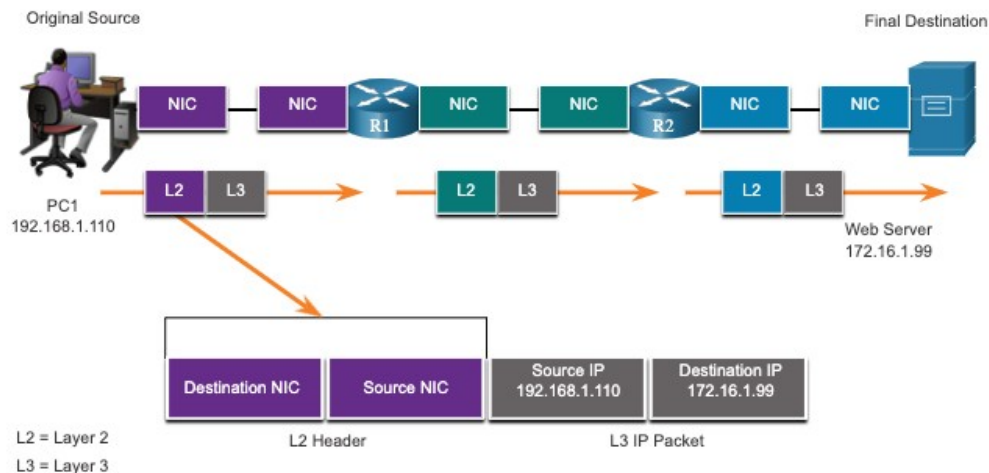 Original Source
Final Destination
NIC
NIC
R1
NIC
NIC
R2
NIC
NIC
L2
L3
L2
L3
L2
L3
PC1
192.168.1.110
Web Server
172.16.1.99
Destination NIC
Source NIC
Source IP
192.168.1.110
Destination IP
172.16.1.99
L2 = Layer 2
L2 Header
L3 IP Packet
L3 = Layer 3